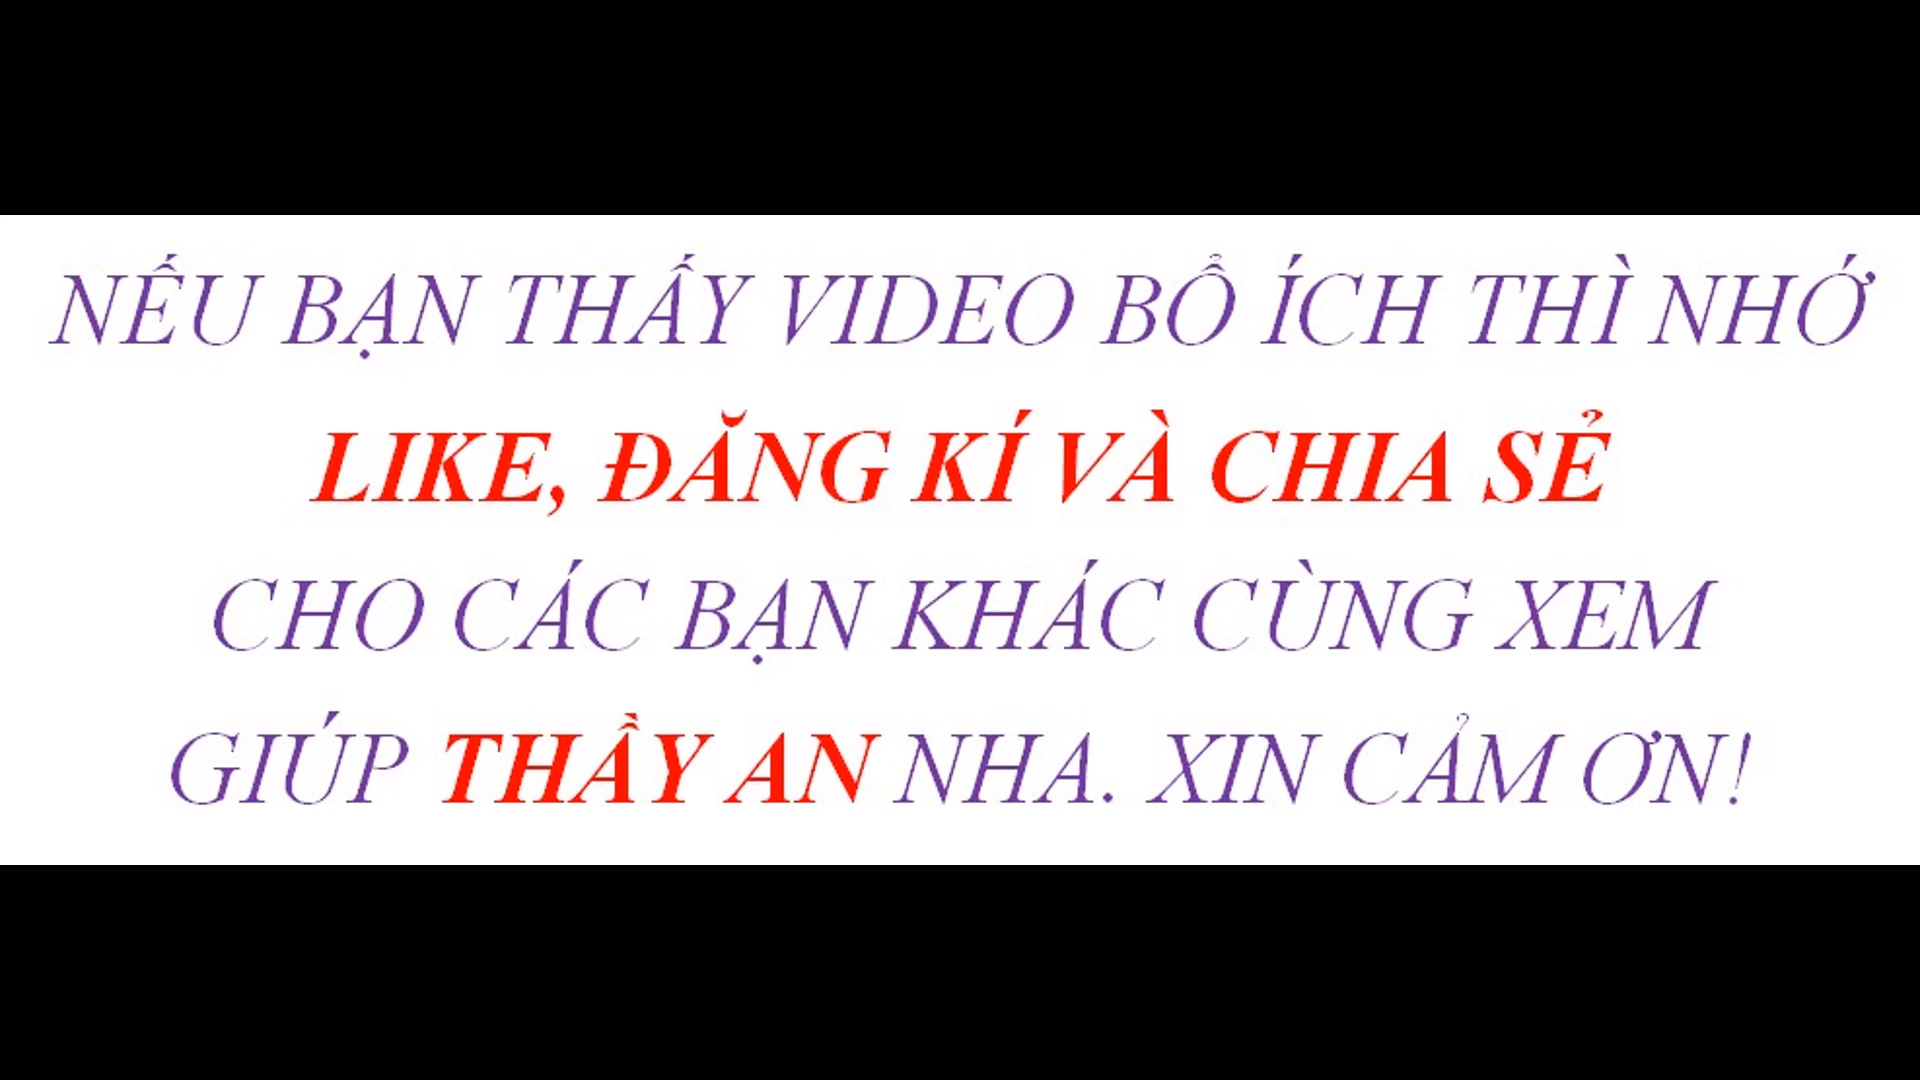 NẾU BẠN THẤY VIDEO BỔ ÍCH THÌ NHỚ
LIKE, ĐĂNG KÍ VÀ CHIA SẺ
CHO CÁC BẠN KHÁC CÙNG XEM
GIÚP THẦY AN NHA. XIN CẢM ƠN!